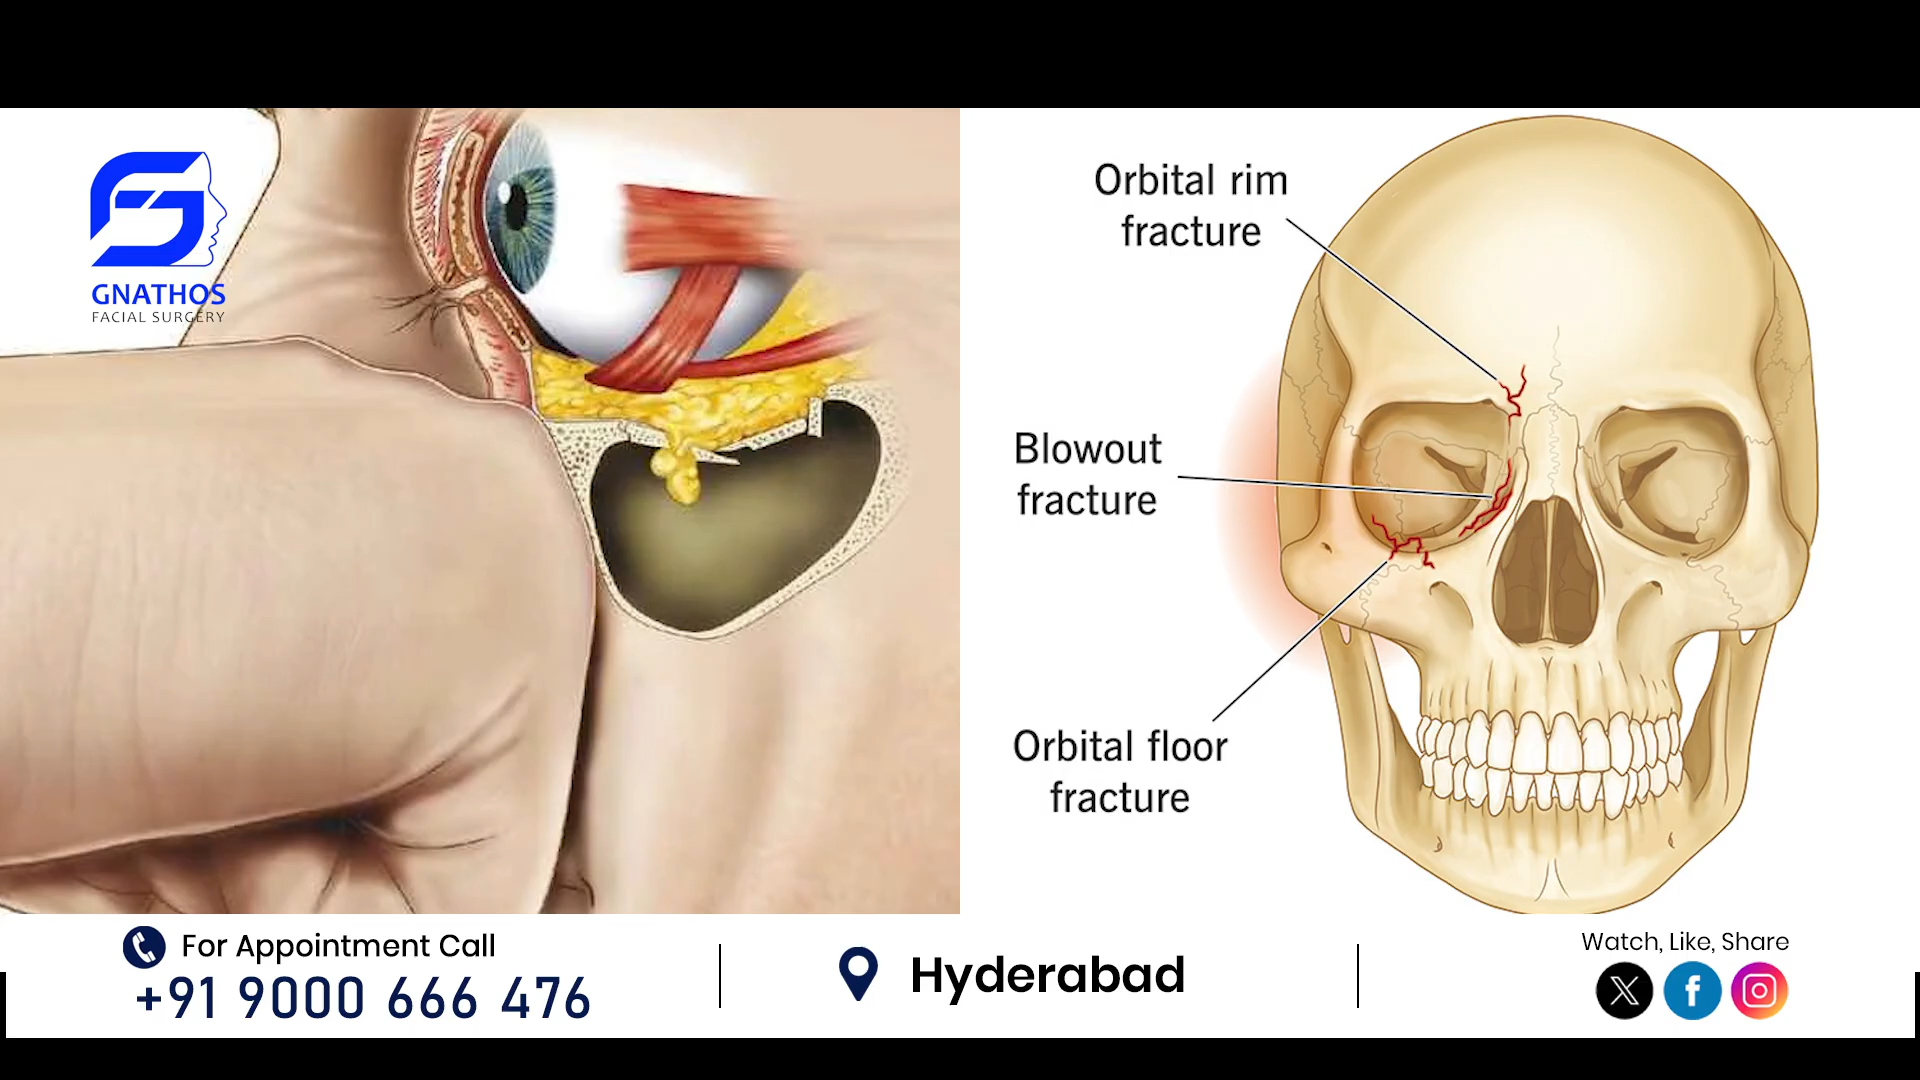 GNATHOS
FACIAL SURGERY
Orbital rim
fracture
Blowout
fracture
Orbital floor
fracture
For Appointment Call
+91 9000 666 476
Hyderabad
Watch, Like, Share